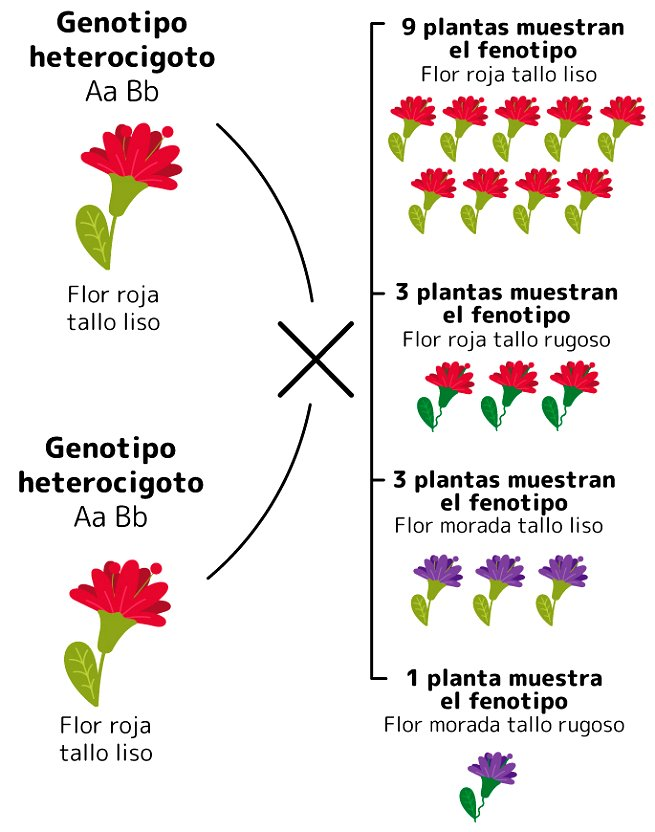 Genotipo
heterocigoto
Aa Bb
Flor roja
tallo liso
Genotipo
heterocigoto
Aa Bb
Flor roja
tallo liso
9 plantas muestran
el fenotipo
Flor roja tallo liso
3 plantas muestran
el fenotipo
Flor roja tallo rugoso
3 plantas muestran
el fenotipo
Flor morada tallo liso
1 planta muestra
el fenotipo
Flor morada tallo rugoso